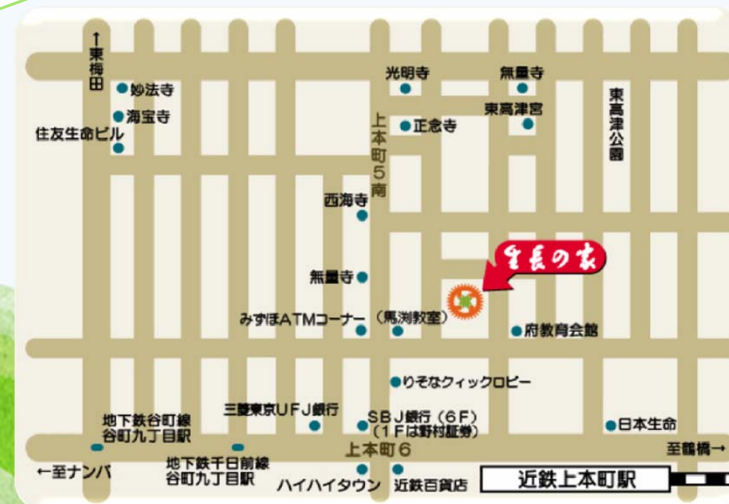 ↑東梅田
妙法寺
海宝寺
住友生命ビル
光明寺
無量寺
正念寺
東高津宮
東高津公園
上本町5南
西海寺
生長の家
無量寺
みずほATMコーナー
(馬渕教室)
府教育会館
りそなクィックロビー
三菱東京UFJ銀行
SBJ銀行(6F)
(1Fは野村証券)
日本生命
地下鉄谷町線
谷町九丁目駅
上本町6
至鶴橋→
←至ナンバ
地下鉄千日前線
谷町九丁目駅
ハイハイタウン
近鉄百貨店
近鉄上本町駅